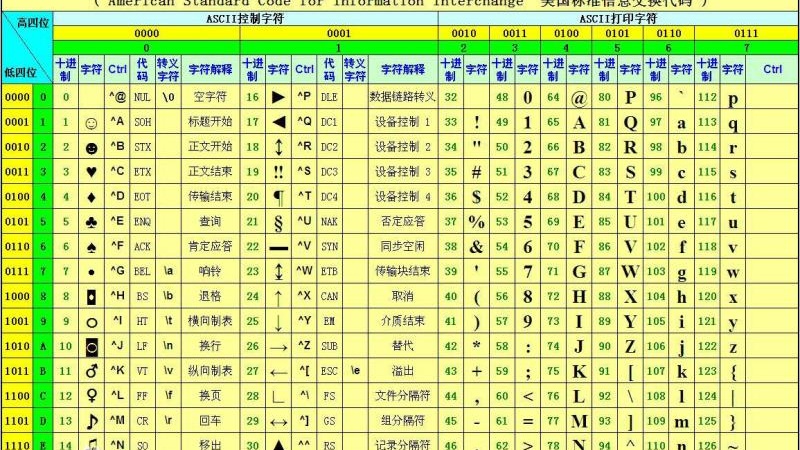 ( American Standard Code for Information Interchange 美国标准信息交换代码 )
高四位 ASCII控制字符 ASCII打印字符
0000 0001 0010 0011 0100 0101 0110 0111
0 1 2 3 4 5 6 7
低四位 十进制 字符 Ctrl 代码 转义字符 字符解释 十进制 字符 Ctrl 代码 转义字符 字符解释 十进制 字符 十进制 字符 十进制 字符 十进制 字符 十进制 字符 十进制 字符 Ctrl
0000 0 0 ^@ NUL \0 空字符 16 ► ^P DLE 数据链路转义 32 48 0 64 @ 80 P 96 ` 112 p
0001 1 1 ☺ ^A SOH 标题开始 17 ◄ ^Q DC1 设备控制 1 33 ! 49 1 65 A 81 Q 97 a 113 q
0010 2 2 ☻ ^B STX 正文开始 18 ↕ ^R DC2 设备控制 2 34 " 50 2 66 B 82 R 98 b 114 r
0011 3 3 ♥ ^C ETX 正文结束 19 ‼ ^S DC3 设备控制 3 35 # 51 3 67 C 83 S 99 c 115 s
0100 4 4 ♦ ^D EOT 传输结束 20 ¶ ^T DC4 设备控制 4 36 $ 52 4 68 D 84 T 100 d 116 t
0101 5 5 ♣ ^E ENQ 查询 21 § ^U NAK 否定应答 37 % 53 5 69 E 85 U 101 e 117 u
0110 6 6 ♠ ^F ACK 肯定应答 22 ▬ ^V SYN 同步空闲 38 & 54 6 70 F 86 V 102 f 118 v
0111 7 7 • ^G BEL \a 响铃 23 ↨ ^W ETB 传输块结束 39 ' 55 7 71 G 87 W 103 g 119 w
1000 8 8 ◘ ^H BS \b 退格 24 ↑ ^X CAN 取消 40 ( 56 8 72 H 88 X 104 h 120 x
1001 9 9 ○ ^I HT \t 横向制表 25 ↓ ^Y EM 介质结束 41 ) 57 9 73 I 89 Y 105 i 121 y
1010 A 10 ◙ ^J LF \n 换行 26 → ^Z SUB 替代 42 * 58 : 74 J 90 Z 106 j 122 z
1011 B 11 ♂ ^K VT \v 纵向制表 27 ← ^[ ESC \e 溢出 43 + 59 ; 75 K 91 [ 107 k 123 {
1100 C 12 ♀ ^L FF \f 换页 28 ∟ ^\ FS 文件分隔符 44 , 60 < 76 L 92 \ 108 l 124 |
1101 D 13 ♪ ^M CR \r 回车 29 ↔ ^] GS 组分隔符 45 - 61 = 77 M 93 ] 109 m 125 }
1110 E 14 ♫ ^N SO 移出 30 ▲ ^^ RS 记录分隔符 46 . 62 > 78 N 94 ^ 110 n 126 ~